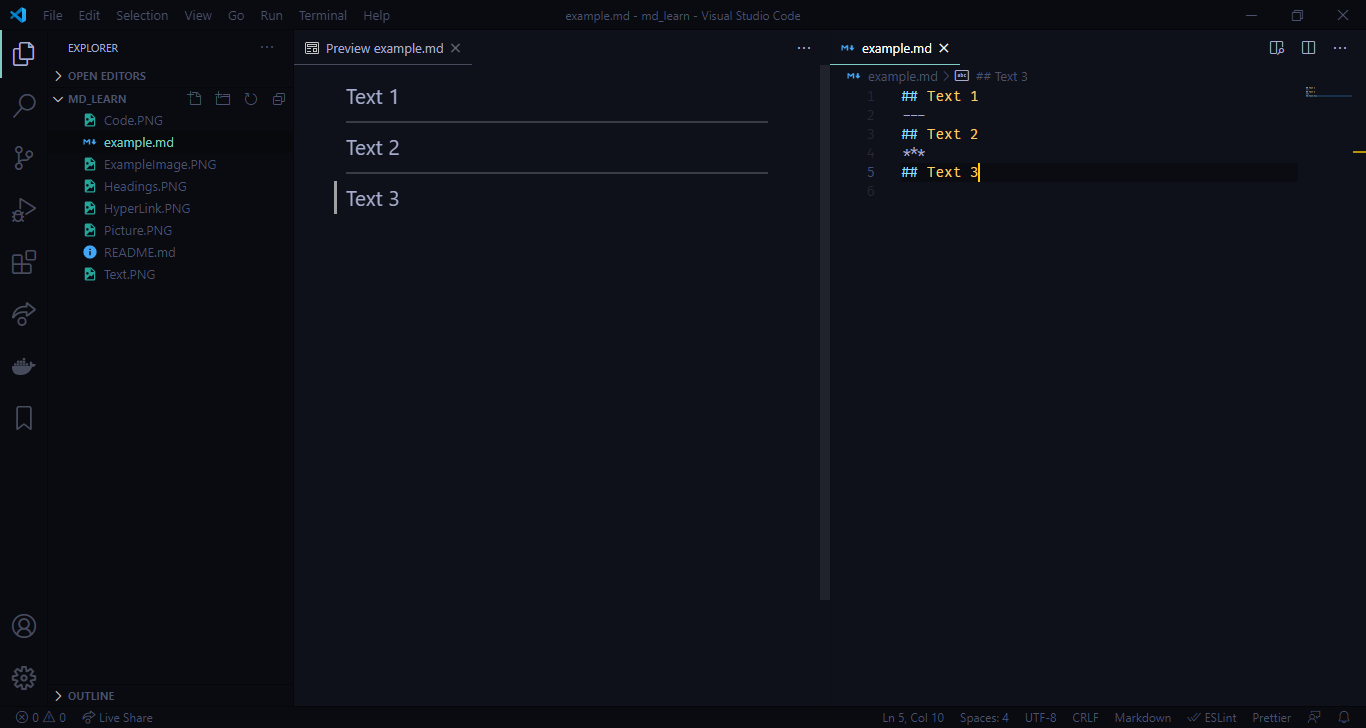 File Edit Selection View Go Run Terminal Help example.md - md_learn - Visual Studio Code
EXPLORER
OPEN EDITORS
MD_LEARN
Code.PNG
example.md
ExampleImage.PNG
Headings.PNG
HyperLink.PNG
Picture.PNG
README.md
Text.PNG
OUTLINE
Preview example.md
Text 1
Text 2
Text 3
example.md
example.md > ## Text 3
1 ## Text 1
2 ---
3 ## Text 2
4 ***
5 ## Text 3
6
0 0 Live Share Ln 5, Col 10 Spaces: 4 UTF-8 CRLF Markdown ESLint Prettier